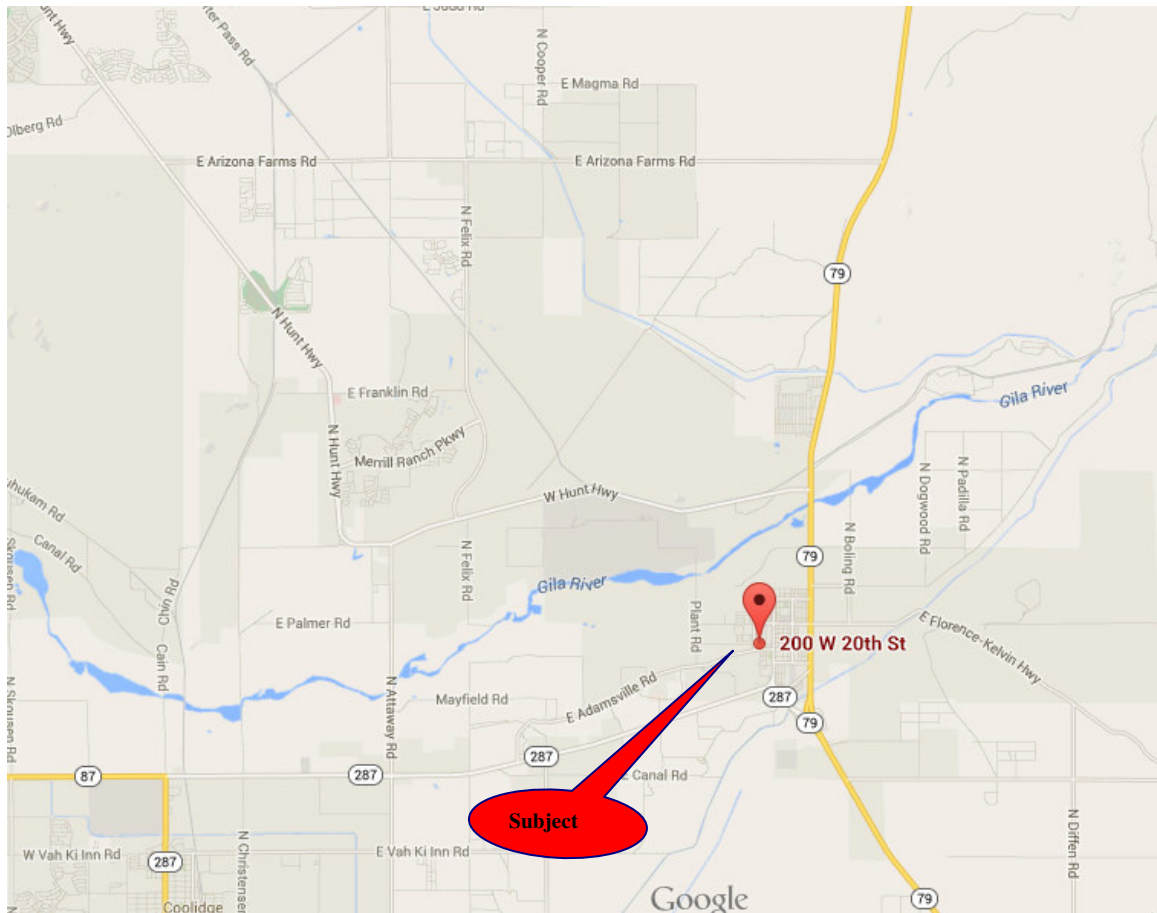 E Judd Rd
N Cooper Rd
E Magma Rd
E Arizona Farms Rd
E Arizona Farms Rd
N Felix Rd
79
N Hunt Hwy
E Franklin Rd
Merrill Ranch Pkwy
N Hunt Hwy
W Hunt Hwy
Gila River
N Dogwood Rd
N Padilla Rd
N Boling Rd
79
Canal Rd
N Felix Rd
Gila River
Plant Rd
E Palmer Rd
Cain Rd
200 W 20th St
E Florence-Kelvin Hwy
N Skousen Rd
N Attaway Rd
Mayfield Rd
E Adamsville Rd
287
79
87
287
287
E Canal Rd
Subject
N Diffen Rd
W Vah Ki Inn Rd
E Vah Ki Inn Rd
287
Coolidge
Google
79